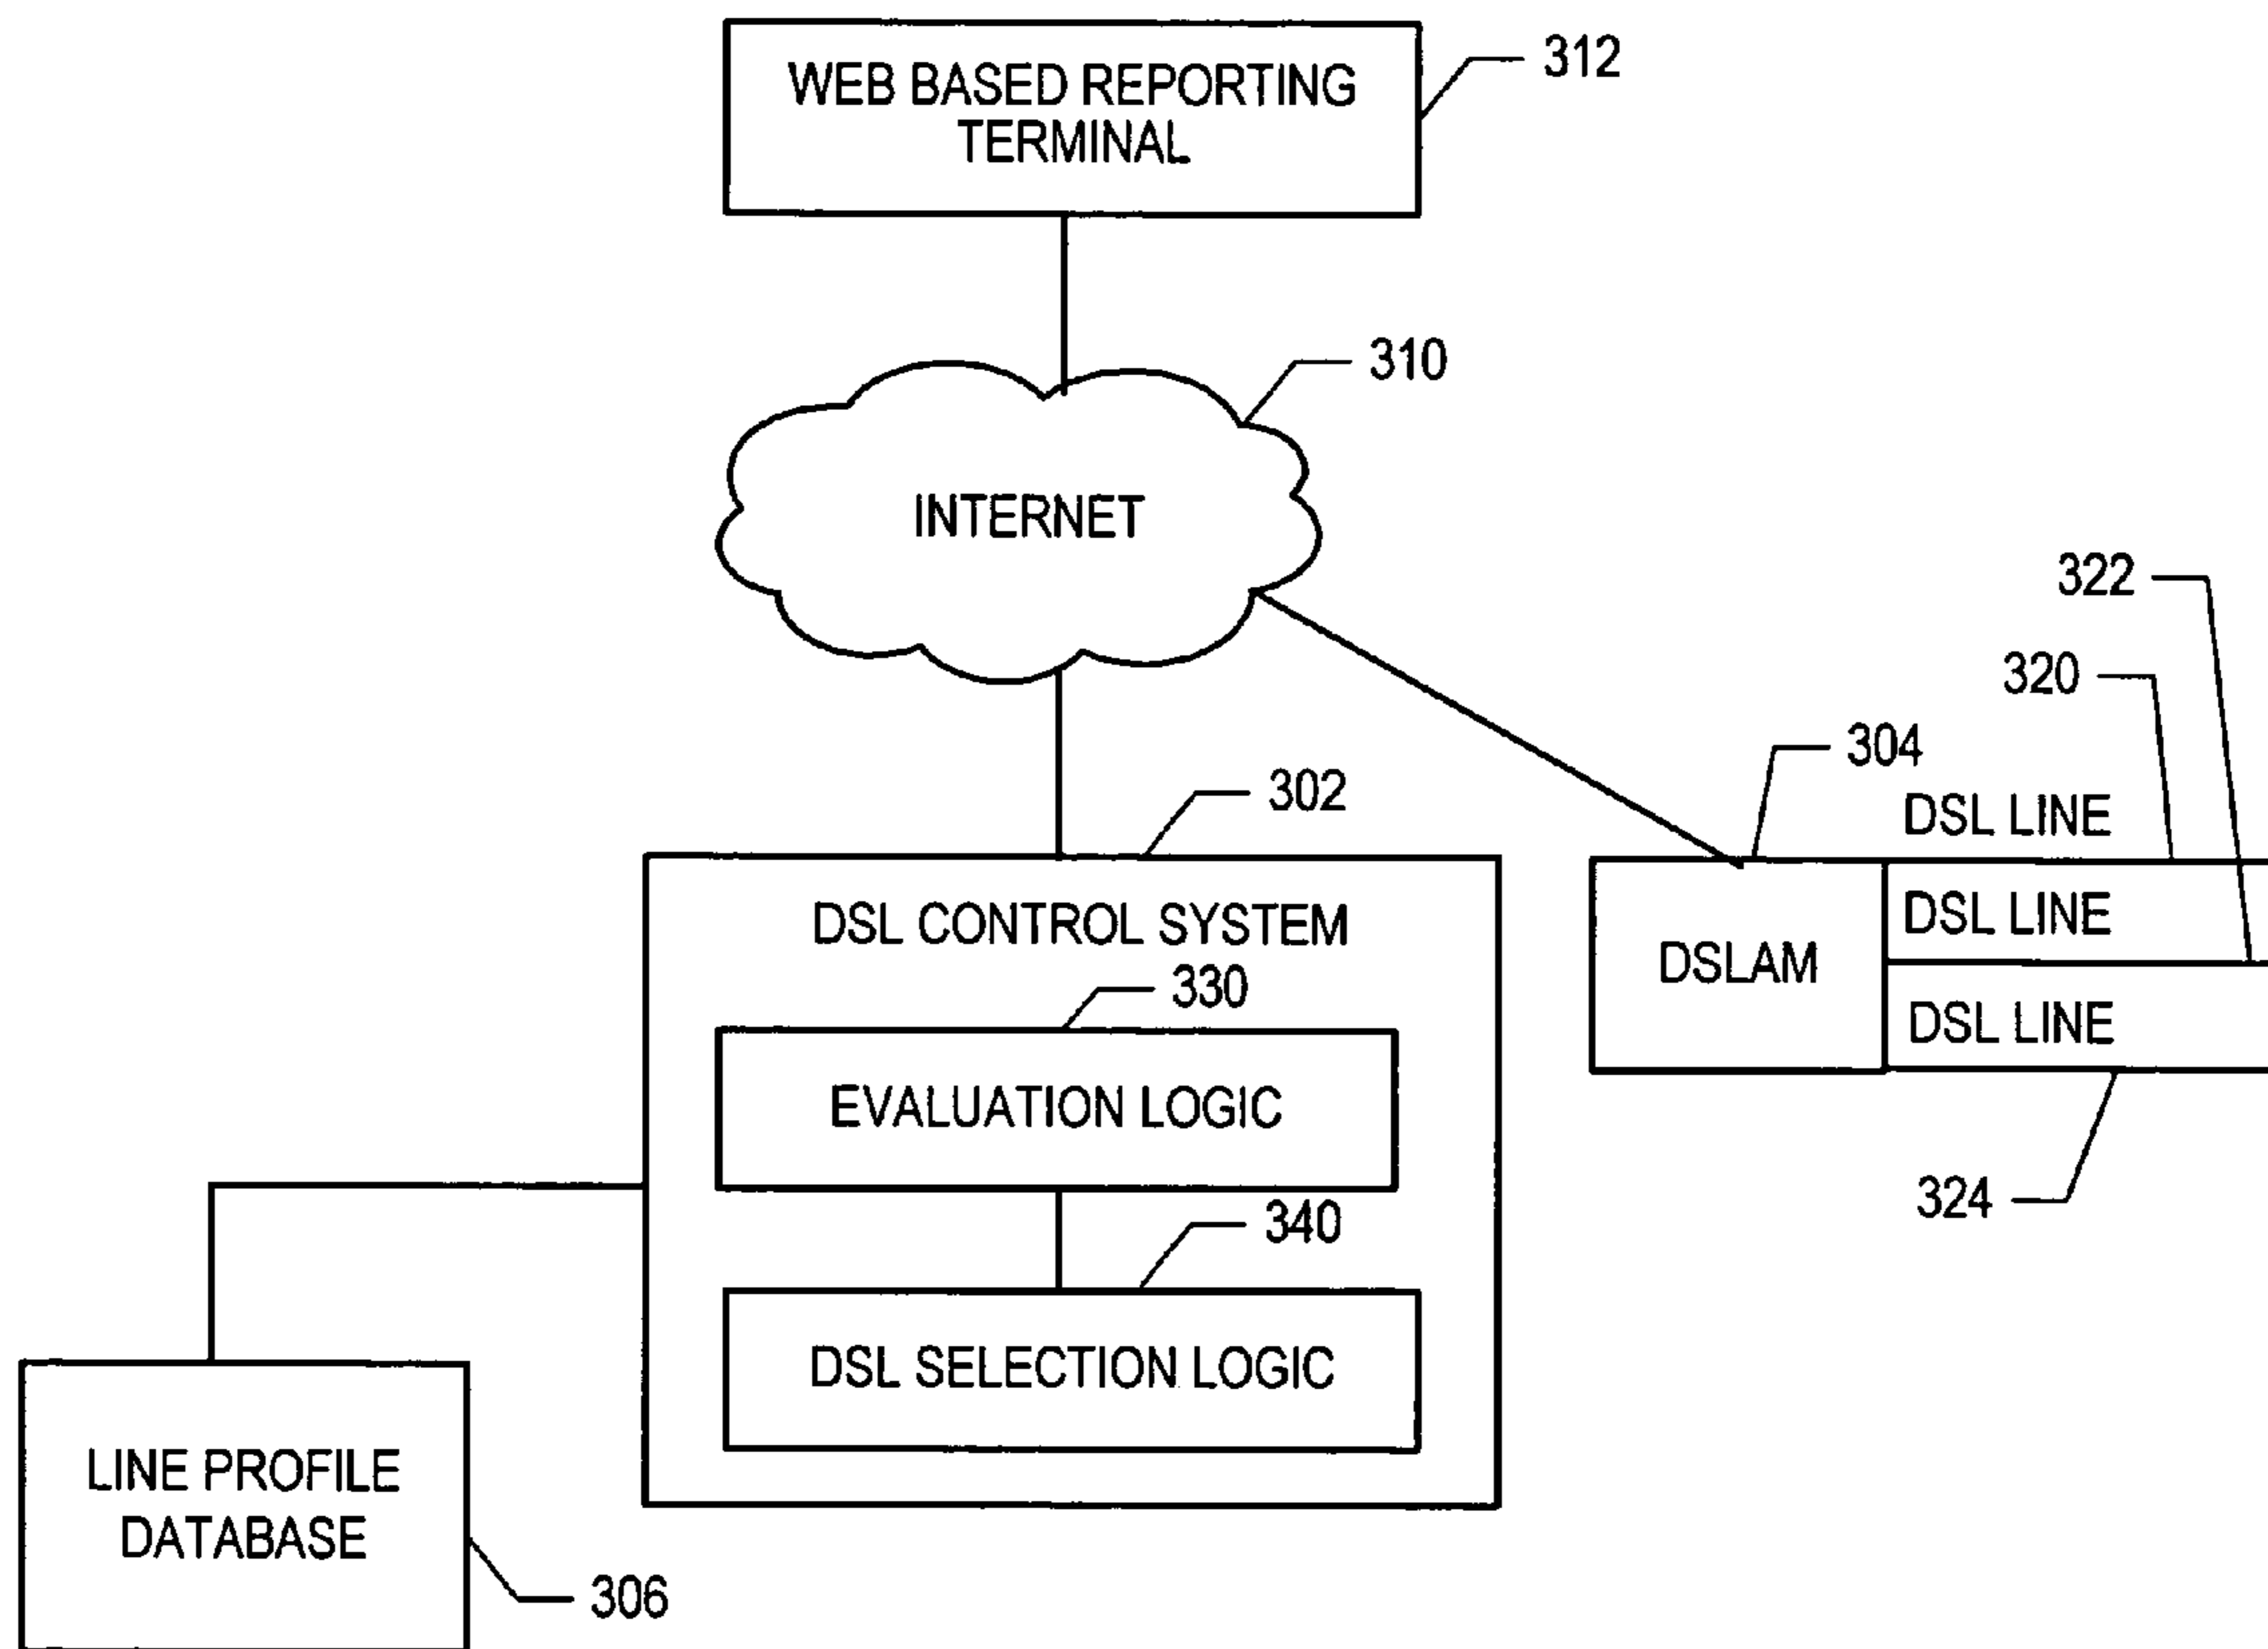 WEB BASED REPORTING
TERMINAL
312
310
INTERNET
322
320
304
302
DSL LINE
DSL CONTROL SYSTEM
DSL LINE
DSLAM
330
DSL LINE
EVALUATION LOGIC
324
340
DSL SELECTION LOGIC
LINE PROFILE
DATABASE
306